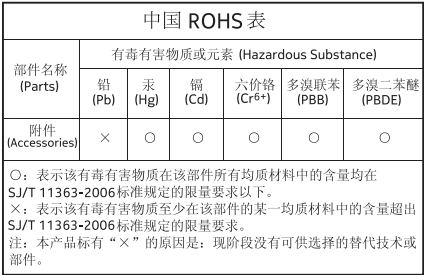 中国 ROHS 表
部件名称 (Parts)
有毒有害物质或元素 (Hazardous Substance)
铅 (Pb)
汞 (Hg)
镉 (Cd)
六价铬 (Cr6+)
多溴联苯 (PBB)
多溴二苯醚 (PBDE)
附件 (Accessories)
× ○ ○ ○ ○ ○
○：表示该有毒有害物质在该部件所有均质材料中的含量均在
SJ/T 11363-2006标准规定的限量要求以下。
×：表示该有毒有害物质至少在该部件的某一均质材料中的含量超出
SJ/T 11363-2006标准规定的限量要求。
注：本产品标有“×”的原因是：现阶段没有可供选择的替代技术或
部件。